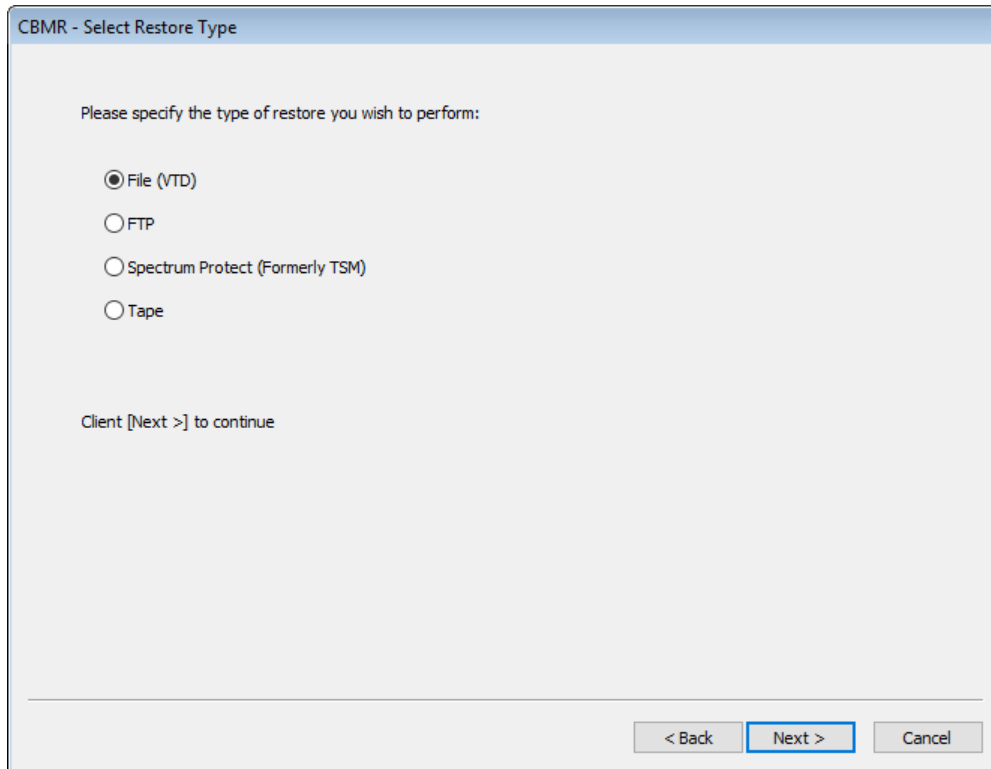 CBMR - Select Restore Type
Please specify the type of restore you wish to perform:
File (VTD)
FTP
Spectrum Protect (Formerly TSM)
Tape
Client [Next >] to continue
< Back
Next >
Cancel